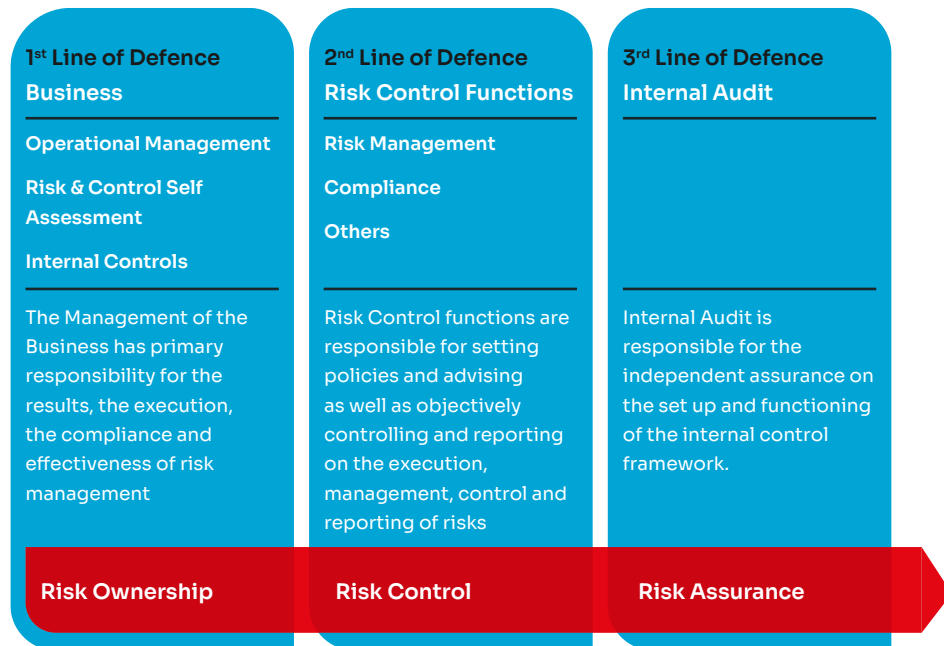 1st Line of Defence
Business
Operational Management
Risk & Control Self
Assessment
Internal Controls
The Management of the
Business has primary
responsibility for the
results, the execution,
the compliance and
effectiveness of risk
management
Risk Ownership
2nd Line of Defence
Risk Control Functions
Risk Management
Compliance
Others
Risk Control functions are
responsible for setting
policies and advising
as well as objectively
controlling and reporting
on the execution,
management, control and
reporting of risks
Risk Control
3rd Line of Defence
Internal Audit
Internal Audit is
responsible for the
independent assurance on
the set up and functioning
of the internal control
framework.
Risk Assurance